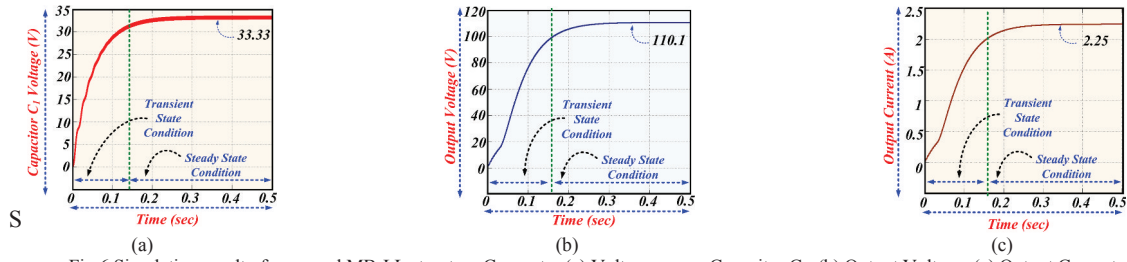 35
30
25
20
15
10
5
0
Capacitor C1 Voltage (V)
33.33
Transient
State
Condition
Steady State
Condition
0 0.1 0.2 0.3 0.4 0.5
Time (sec)
(a)
120
100
80
60
40
20
0
Output Voltage (V)
110.1
Transient
State
Condition
Steady State
Condition
0 0.1 0.2 0.3 0.4 0.5
Time (sec)
(b)
2.5
2
1.5
1
0.5
0
Output Current (A)
2.25
Transient
State
Condition
Steady State
Condition
0 0.1 0.2 0.3 0.4 0.5
Time (sec)
(c)
S